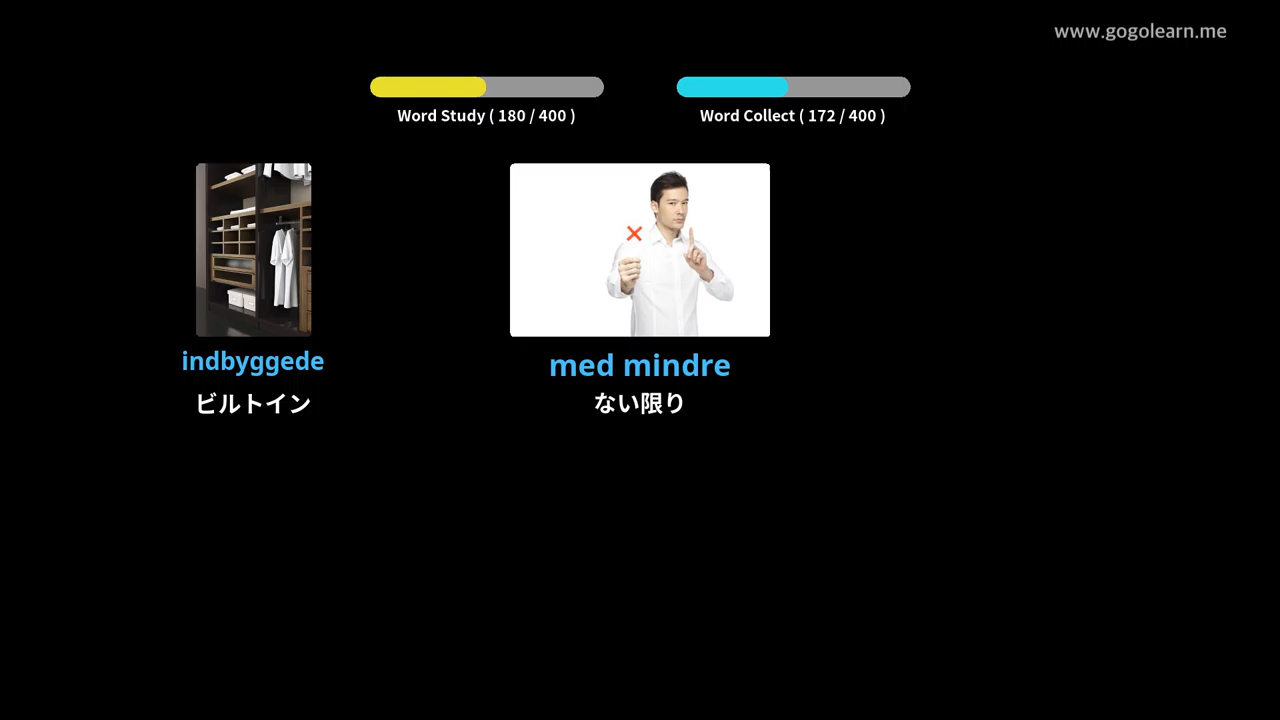 www.gogolearn.me
Word Study ( 180 / 400 )
Word Collect ( 172 / 400 )
indbyggede
ビルトイン
med mindre
ない限り